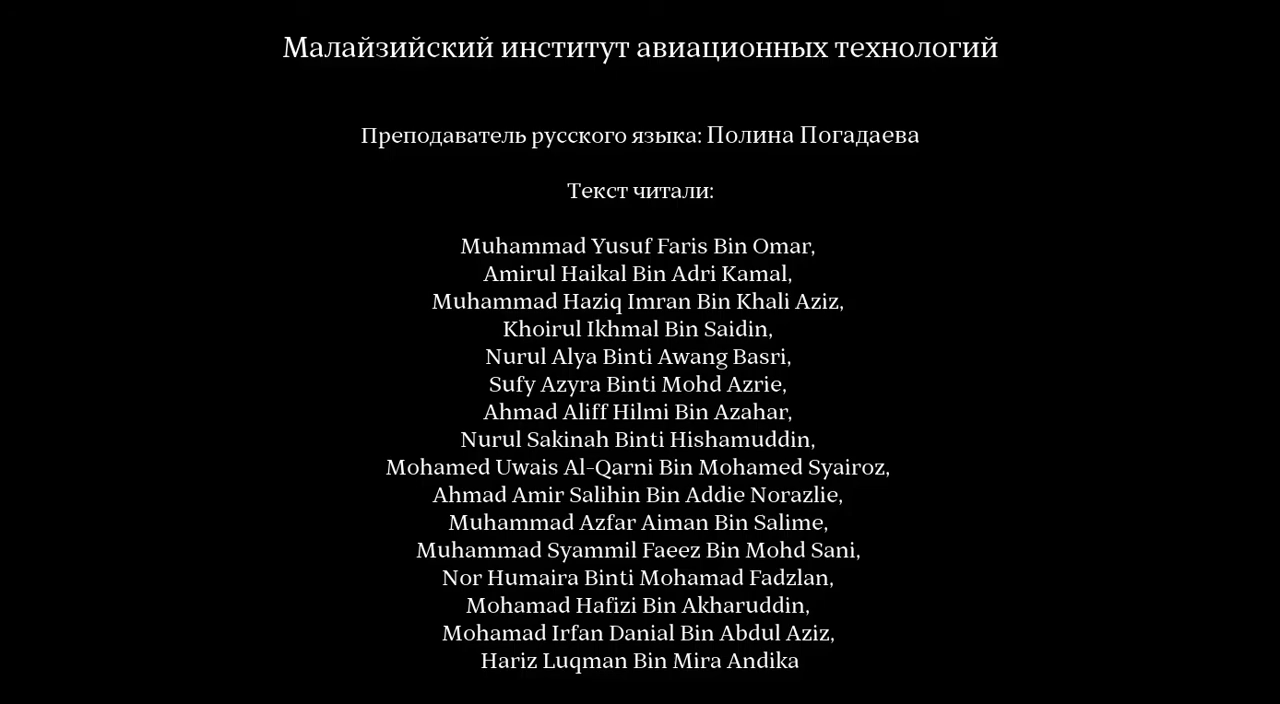 Малайзийский институт авиационных технологий
Преподаватель русского языка: Полина Погадаева
Текст читали:
Muhammad Yusuf Faris Bin Omar,
Amirul Haikal Bin Adri Kamal,
Muhammad Haziq Imran Bin Khali Aziz,
Khoirul Ikhmal Bin Saidin,
Nurul Alya Binti Awang Basri,
Sufy Azyra Binti Mohd Azrie,
Ahmad Aliff Hilmi Bin Azahar,
Nurul Sakinah Binti Hishamuddin,
Mohamed Uwais Al-Qarni Bin Mohamed Syairoz,
Ahmad Amir Salihin Bin Addie Norazlie,
Muhammad Azfar Aiman Bin Salime,
Muhammad Syammil Faeez Bin Mohd Sani,
Nor Humaira Binti Mohamad Fadzlan,
Mohamad Hafizi Bin Akharuddin,
Mohamad Irfan Danial Bin Abdul Aziz,
Hariz Luqman Bin Mira Andika